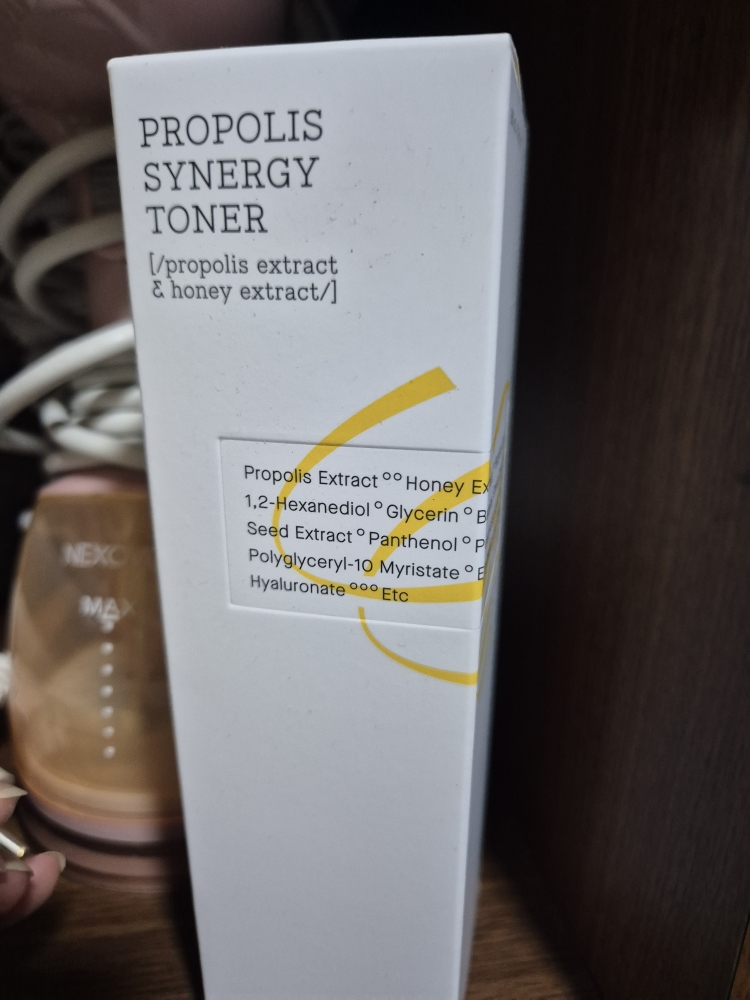 PROPOLIS
SYNERGY
TONER
[/propolis extract
& honey extract/]
Propolis Extract °° Honey Ex
1,2-Hexanediol ° Glycerin ° B
Seed Extract ° Panthenol ° P
Polyglyceryl-10 Myristate °
Hyaluronate °°° Etc
MAX